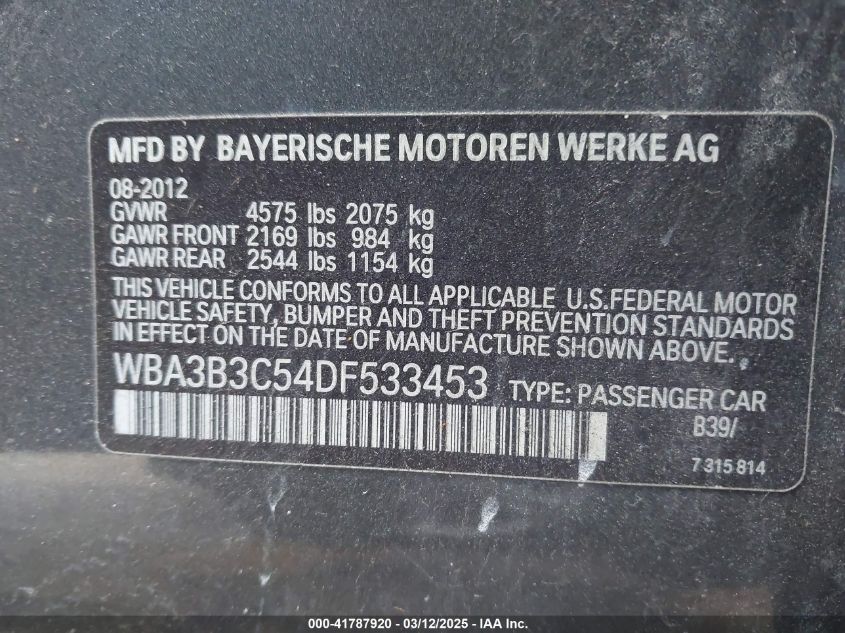 MFD BY BAYERISCHE MOTOREN WERKE AG
08-2012
GVWR 4575 lbs 2075 kg
GAWR FRONT 2169 lbs 984 kg
GAWR REAR 2544 lbs 1154 kg
THIS VEHICLE CONFORMS TO ALL APPLICABLE U.S.FEDERAL MOTOR
VEHICLE SAFETY, BUMPER AND THEFT PREVENTION STANDARDS
IN EFFECT ON THE DATE OF MANUFACTURE SHOWN ABOVE.
WBA3B3C54DF533453 TYPE: PASSENGER CAR
B39/
7 315 814
000-41787920 - 03/12/2025 - IAA Inc.